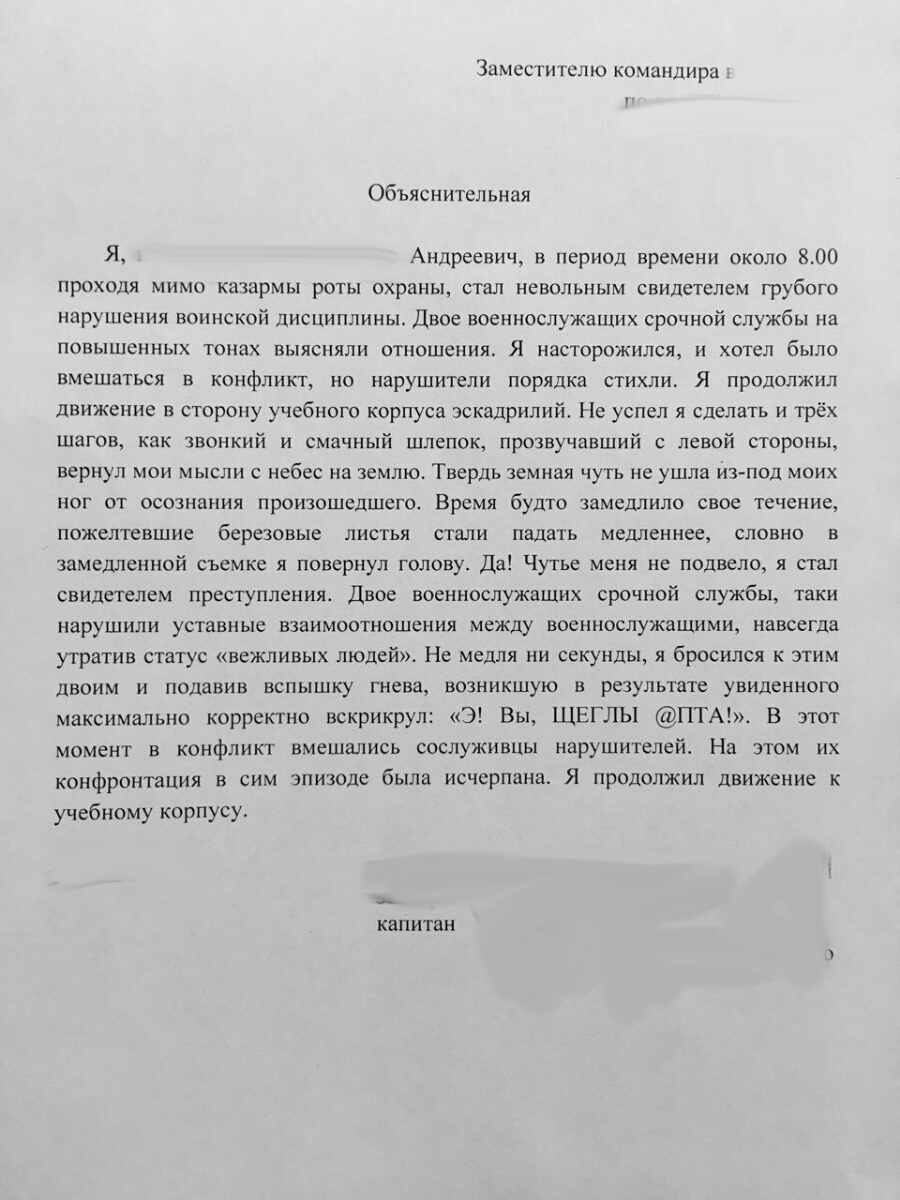 Заместителю командира в
по
Объяснительная
Я, Андреевич, в период времени около 8.00
проходя мимо казармы роты охраны, стал невольным свидетелем грубого
нарушения воинской дисциплины. Двое военнослужащих срочной службы на
повышенных тонах выясняли отношения. Я насторожился, и хотел было
вмешаться в конфликт, но нарушители порядка стихли. Я продолжил
движение в сторону учебного корпуса эскадрилий. Не успел я сделать и трёх
шагов, как звонкий и смачный шлепок, прозвучавший с левой стороны,
вернул мои мысли с небес на землю. Твердь земная чуть не ушла из-под моих
ног от осознания произошедшего. Время будто замедлило свое течение,
пожелтевшие березовые листья стали падать медленнее, словно в
замедленной съемке я повернул голову. Да! Чутье меня не подвело, я стал
свидетелем преступления. Двое военнослужащих срочной службы, таки
нарушили уставные взаимоотношения между военнослужащими, навсегда
утратив статус «вежливых людей». Не медля ни секунды, я бросился к этим
двоим и подавив вспышку гнева, возникшую в результате увиденного
максимально корректно вскрикрул: «Э! Вы, ЩЕГЛЫ @ПТА!». В этот
момент в конфликт вмешались сослуживцы нарушителей. На этом их
конфронтация в сим эпизоде была исчерпана. Я продолжил движение к
учебному корпусу.
капитан